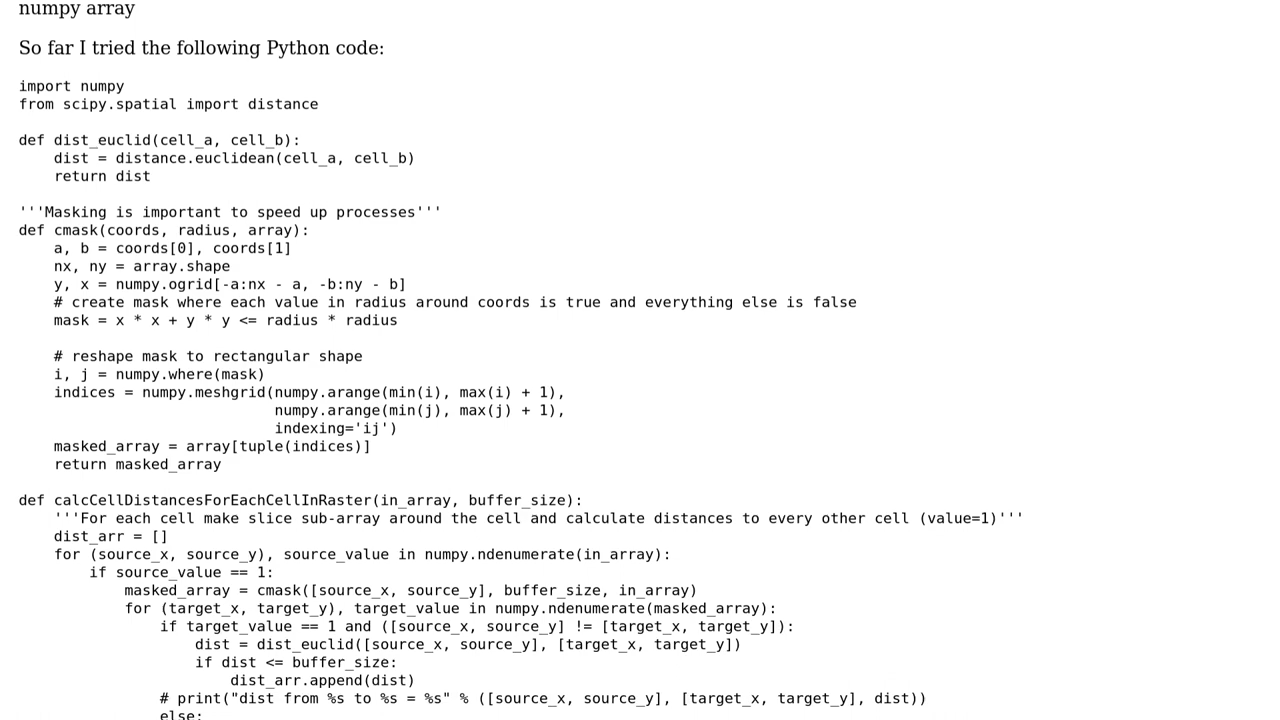 numpy array
So far I tried the following Python code:
import numpy
from scipy.spatial import distance
def dist_euclid(cell_a, cell_b):
    dist = distance.euclidean(cell_a, cell_b)
    return dist
'''Masking is important to speed up processes'''
def cmask(coords, radius, array):
    a, b = coords[0], coords[1]
    nx, ny = array.shape
    y, x = numpy.ogrid[-a:nx - a, -b:ny - b]
    # create mask where each value in radius around coords is true and everything else is false
    mask = x * x + y * y <= radius * radius
    # reshape mask to rectangular shape
    i, j = numpy.where(mask)
    indices = numpy.meshgrid(numpy.arange(min(i), max(i) + 1),
                             numpy.arange(min(j), max(j) + 1),
                             indexing='ij')
    masked_array = array[tuple(indices)]
    return masked_array
def calcCellDistancesForEachCellInRaster(in_array, buffer_size):
    '''For each cell make slice sub-array around the cell and calculate distances to every other cell (value=1)'''
    dist_arr = []
    for (source_x, source_y), source_value in numpy.ndenumerate(in_array):
        if source_value == 1:
            masked_array = cmask([source_x, source_y], buffer_size, in_array)
            for (target_x, target_y), target_value in numpy.ndenumerate(masked_array):
                if target_value == 1 and ([source_x, source_y] != [target_x, target_y]):
                    dist = dist_euclid([source_x, source_y], [target_x, target_y])
                    if dist <= buffer_size:
                        dist_arr.append(dist)
                # print("dist from %s to %s = %s" % ([source_x, source_y], [target_x, target_y], dist))
                else: